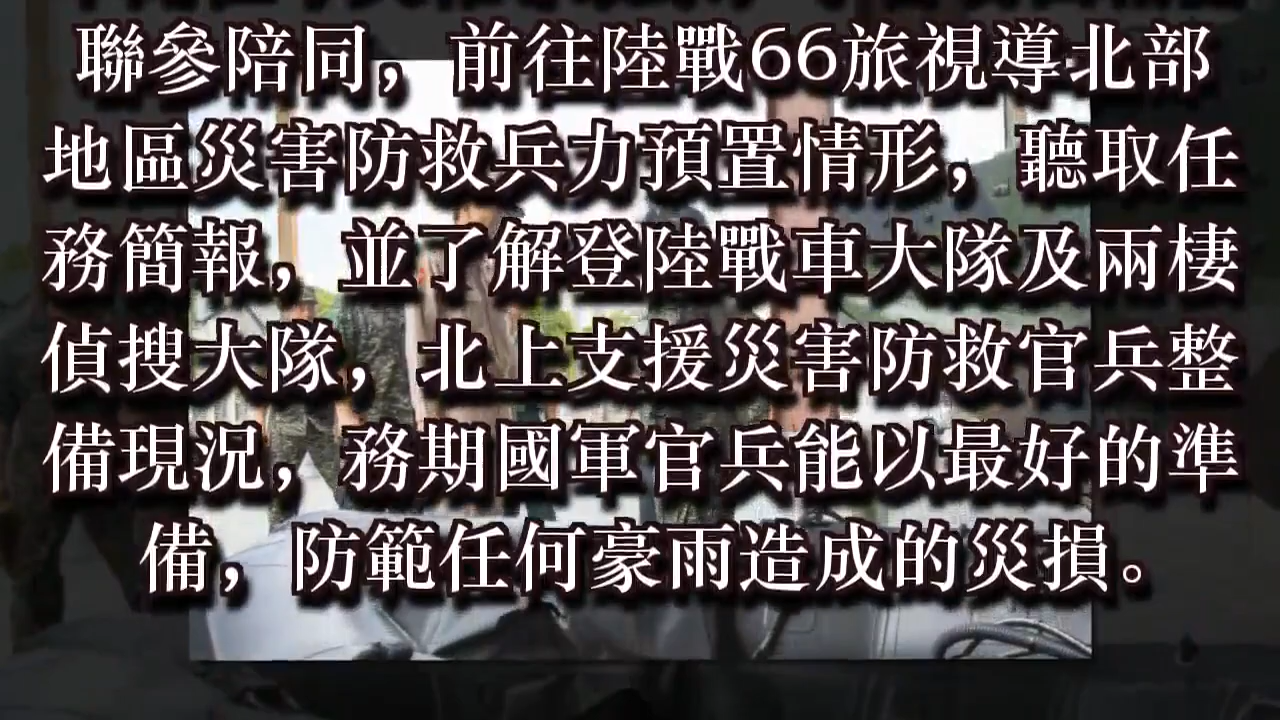 聯參陪同，前往陸戰66旅視導北部
地區災害防救兵力預置情形，聽取任
務簡報，並了解登陸戰車大隊及兩棲
偵搜大隊，北上支援災害防救官兵整
備現況，務期國軍官兵能以最好的準
備，防範任何豪雨造成的災損。